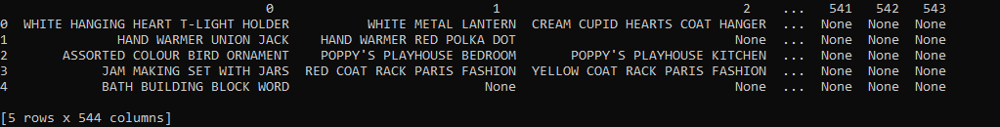 0 1 2 ... 541 542 543
0 WHITE HANGING HEART T-LIGHT HOLDER WHITE METAL LANTERN CREAM CUPID HEARTS COAT HANGER ... None None None
1 HAND WARMER UNION JACK HAND WARMER RED POLKA DOT None ... None None None
2 ASSORTED COLOUR BIRD ORNAMENT POPPY'S PLAYHOUSE BEDROOM POPPY'S PLAYHOUSE KITCHEN ... None None None
3 JAM MAKING SET WITH JARS RED COAT RACK PARIS FASHION YELLOW COAT RACK PARIS FASHION ... None None None
4 BATH BUILDING BLOCK WORD None None ... None None None
[5 rows x 544 columns]